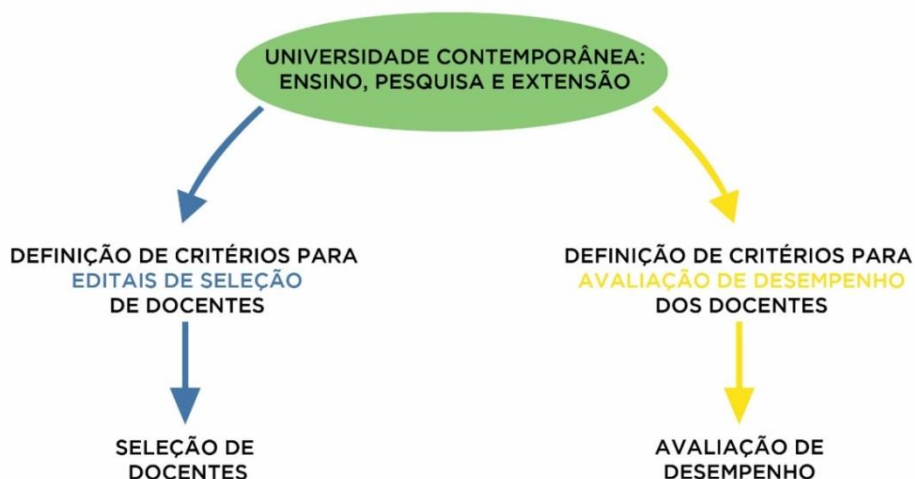 UNIVERSIDADE CONTEMPORÂNEA:
ENSINO, PESQUISA E EXTENSÃO
DEFINIÇÃO DE CRITÉRIOS PARA
EDITAIS DE SELEÇÃO
DE DOCENTES
DEFINIÇÃO DE CRITÉRIOS PARA
AVALIAÇÃO DE DESEMPENHO
DOS DOCENTES
SELEÇÃO DE
DOCENTES
AVALIAÇÃO DE
DESEMPENHO